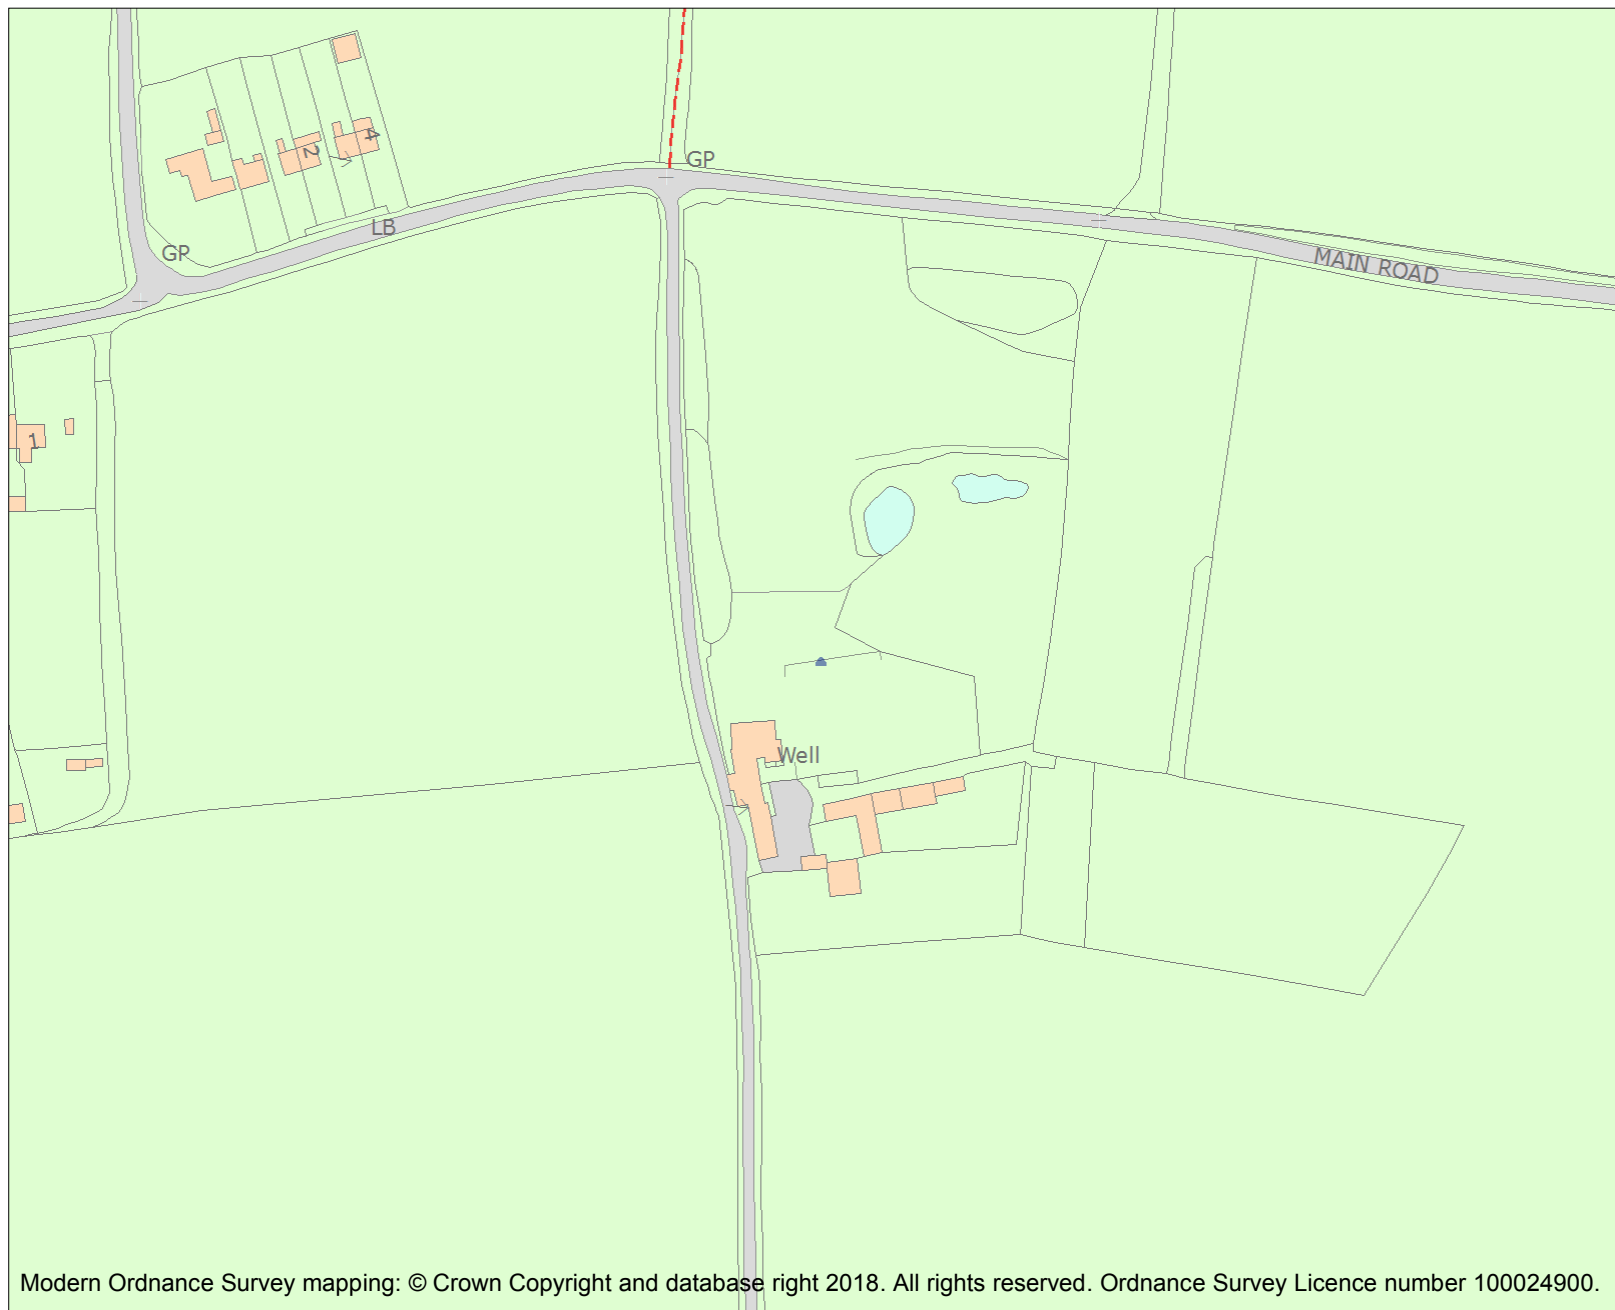 4
2
GP
LB
GP
MAIN ROAD
1
Well
Modern Ordnance Survey mapping: © Crown Copyright and database right 2018. All rights reserved. Ordnance Survey Licence number 100024900.